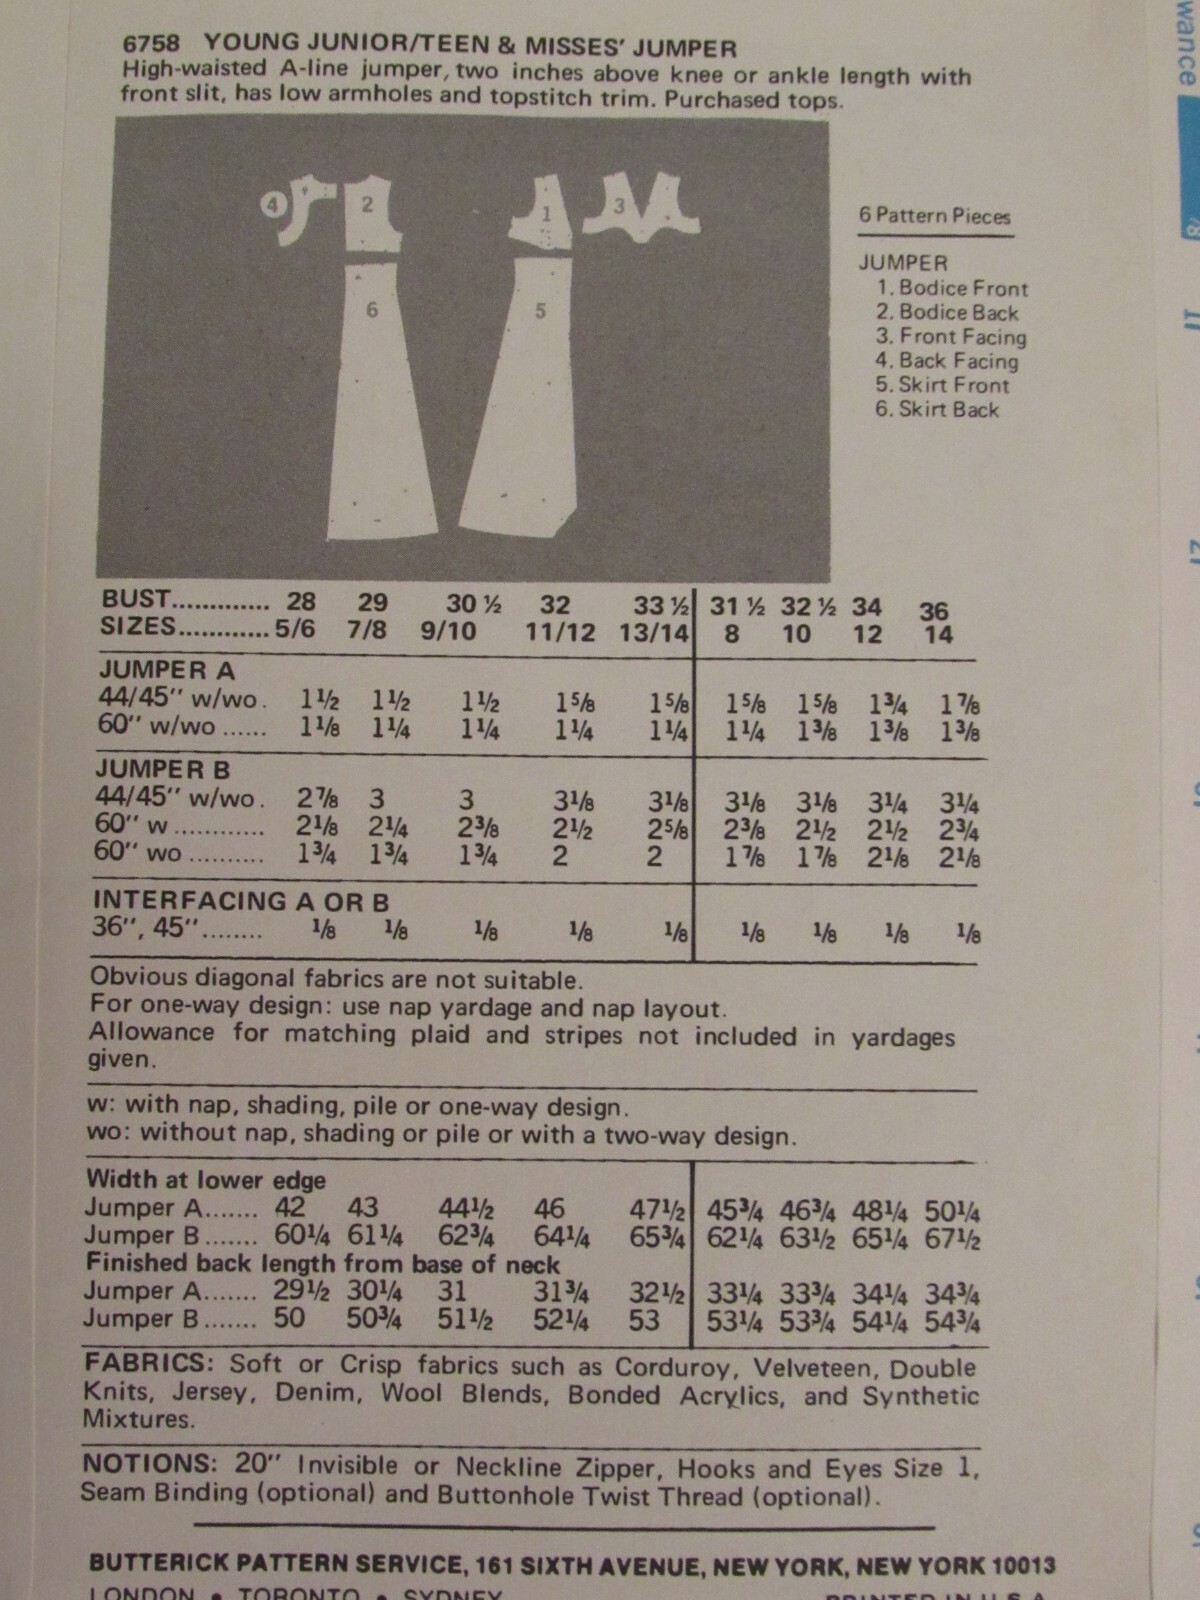 6758 YOUNG JUNIOR/TEEN & MISSES' JUMPER
High-waisted A-line jumper, two inches above knee or ankle length with
front slit, has low armholes and topstitch trim. Purchased tops.
4 2 1 3
6 5
6 Pattern Pieces
JUMPER
1. Bodice Front
2. Bodice Back
3. Front Facing
4. Back Facing
5. Skirt Front
6. Skirt Back
BUST............. 28 29 30 ½ 32 33 ½ 31 ½ 32 ½ 34 36
SIZES............ 5/6 7/8 9/10 11/12 13/14 8 10 12 14
JUMPER A
44/45" w/wo. 1½ 1½ 1½ 1⅝ 1⅝ 1⅝ 1⅝ 1¾ 1⅞
60" w/wo ...... 1⅛ 1¼ 1¼ 1¼ 1¼ 1¼ 1⅜ 1⅜ 1⅜
JUMPER B
44/45" w/wo. 2⅞ 3 3 3⅛ 3⅛ 3⅛ 3⅛ 3¼ 3¼
60" w ............ 2⅛ 2¼ 2⅜ 2½ 2⅝ 2⅜ 2½ 2½ 2¾
60" wo .......... 1¾ 1¾ 1¾ 2 2 1⅞ 1⅞ 2⅛ 2⅛
INTERFACING A OR B
36", 45"........ ⅛ ⅛ ⅛ ⅛ ⅛ ⅛ ⅛ ⅛ ⅛
Obvious diagonal fabrics are not suitable.
For one-way design: use nap yardage and nap layout.
Allowance for matching plaid and stripes not included in yardages
given.
w: with nap, shading, pile or one-way design.
wo: without nap, shading or pile or with a two-way design.
Width at lower edge
Jumper A....... 42 43 44½ 46 47½ 45¾ 46¾ 48¼ 50¼
Jumper B....... 60¼ 61¼ 62¾ 64¼ 65¾ 62¼ 63½ 65¼ 67½
Finished back length from base of neck
Jumper A....... 29½ 30¼ 31 31¾ 32½ 33¼ 33¾ 34¼ 34¾
Jumper B....... 50 50¾ 51½ 52¼ 53 53¼ 53¾ 54¼ 54¾
FABRICS: Soft or Crisp fabrics such as Corduroy, Velveteen, Double
Knits, Jersey, Denim, Wool Blends, Bonded Acrylics, and Synthetic
Mixtures.
NOTIONS: 20" Invisible or Neckline Zipper, Hooks and Eyes Size 1,
Seam Binding (optional) and Buttonhole Twist Thread (optional).
BUTTERICK PATTERN SERVICE, 161 SIXTH AVENUE, NEW YORK, NEW YORK 10013
LONDON • TORONTO • SYDNEY PRINTED IN U.S.A.